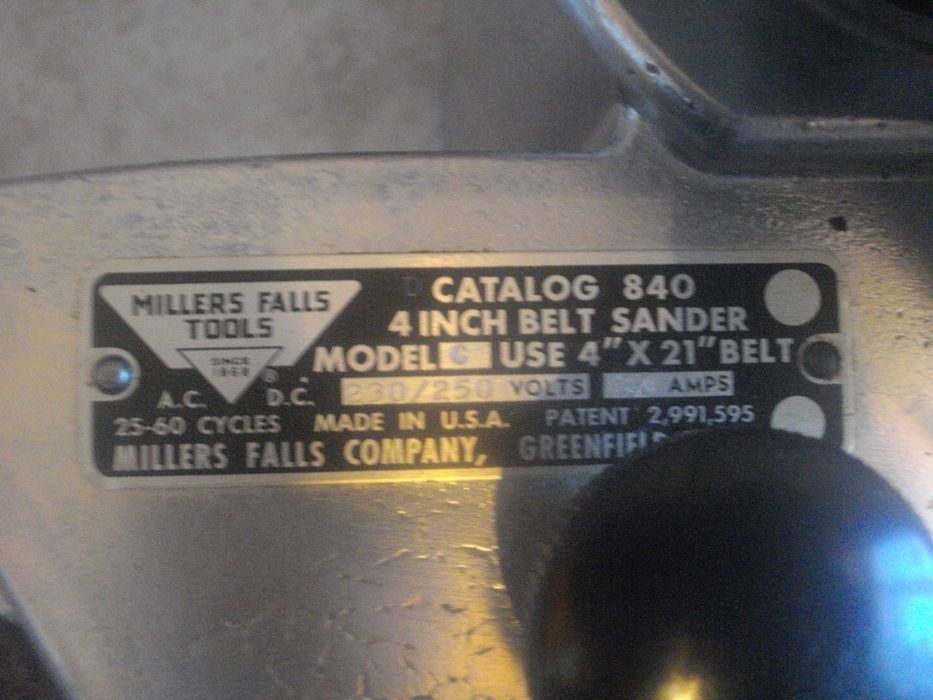 MILLERS FALLS
TOOLS
SINCE
1868
®
CATALOG 840
4 INCH BELT SANDER
MODEL G USE 4" X 21" BELT
A.C. D.C. 230/250 VOLTS AMPS
25-60 CYCLES MADE IN U.S.A. PATENT 2,991,595
MILLERS FALLS COMPANY,